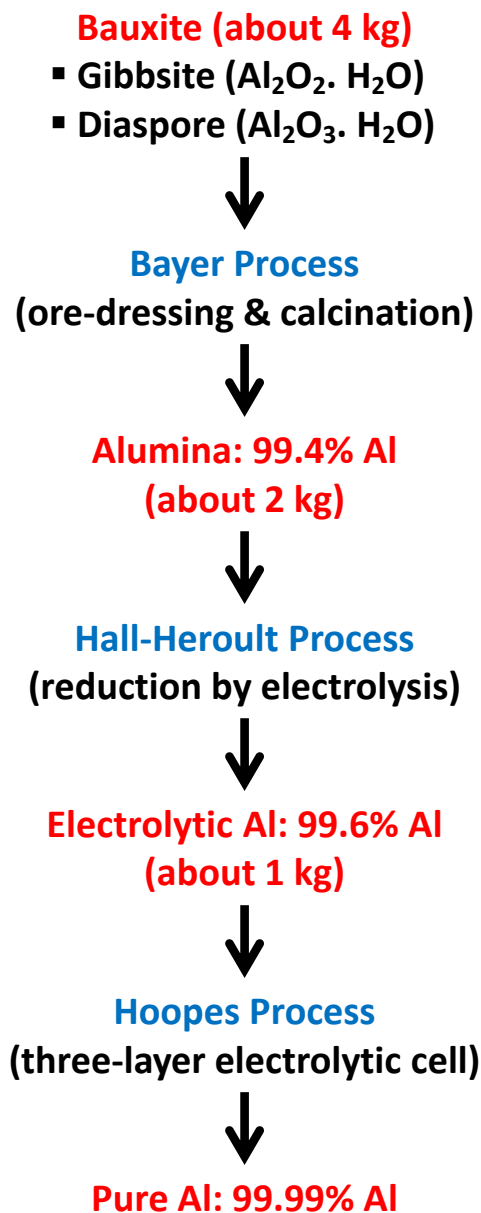 Bauxite (about 4 kg)
▪ Gibbsite (Al₂O₂. H₂O)
▪ Diaspore (Al₂O₃. H₂O)
Bayer Process
(ore-dressing & calcination)
Alumina: 99.4% Al
(about 2 kg)
Hall-Heroult Process
(reduction by electrolysis)
Electrolytic Al: 99.6% Al
(about 1 kg)
Hoopes Process
(three-layer electrolytic cell)
Pure Al: 99.99% Al